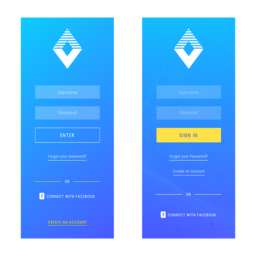 Username
Password
ENTER
Forgot your password?
OR
CONNECT WITH FACEBOOK
CREATE AN ACCOUNT
Username
Password
SIGN IN
Forgot your Password?
Create an Account
OR
CONNECT WITH FACEBOOK